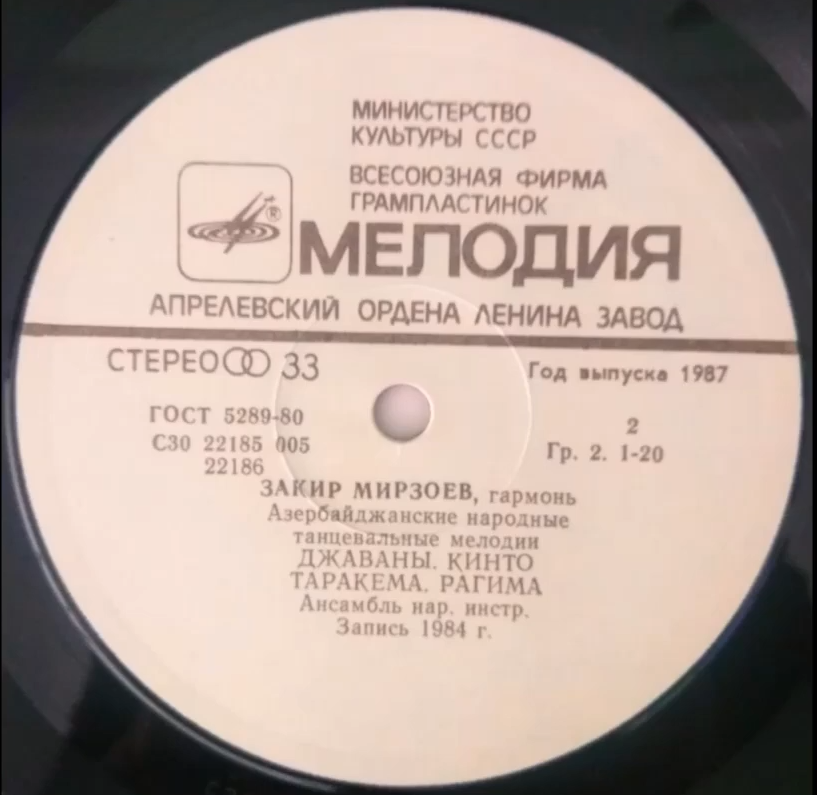 МИНИСТЕРСТВО
КУЛЬТУРЫ СССР
ВСЕСОЮЗНАЯ ФИРМА
ГРАМПЛАСТИНОК
®
МЕЛОДИЯ
АПРЕЛЕВСКИЙ ОРДЕНА ЛЕНИНА ЗАВОД
СТЕРЕО 33
Год выпуска 1987
ГОСТ 5289-80
2
С30 22185 005
Гр. 2. 1-20
22186
ЗАКИР МИРЗОЕВ, гармонь
Азербайджанские народные
танцевальные мелодии
ДЖАВАНЫ. КИНТО
ТАРАКЕМА. РАГИМА
Ансамбль нар. инстр.
Запись 1984 г.